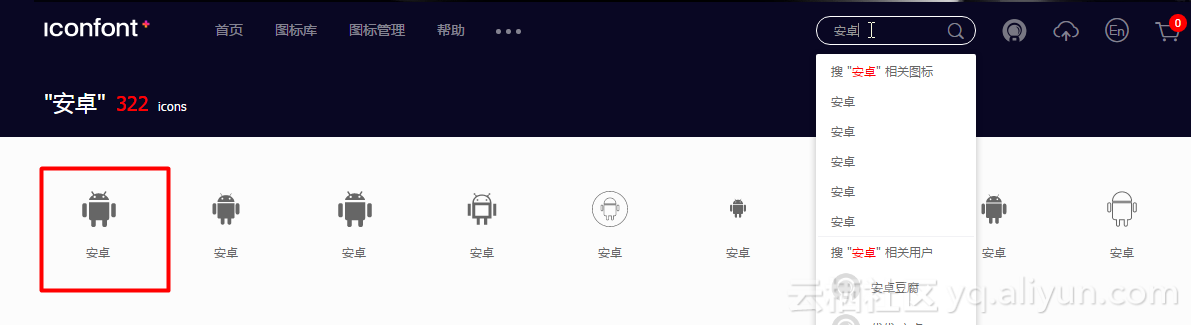 iconfont+
首页 图标库 图标管理 帮助 •••
安卓
En
0
"安卓" 322 icons
搜 "安卓" 相关图标
安卓
安卓
安卓
安卓
安卓
搜 "安卓" 相关用户
安卓豆腐
安卓 安卓 安卓 安卓 安卓 安卓 安卓 安卓
云栖社区 yq.aliyun.com